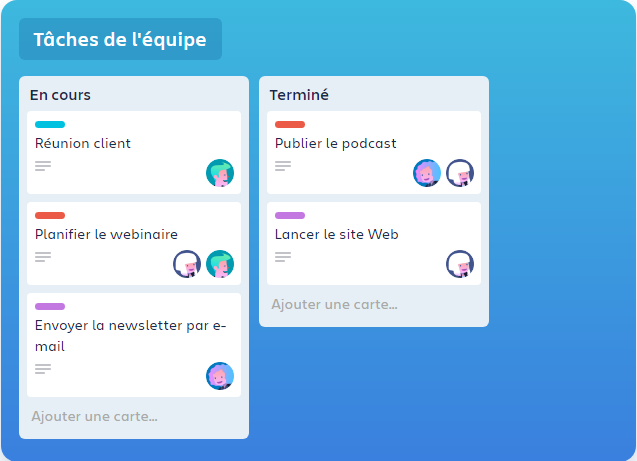 Tâches de l'équipe
En cours
Réunion client
Planifier le webinaire
Envoyer la newsletter par e-
mail
Ajouter une carte...
Terminé
Publier le podcast
Lancer le site Web
Ajouter une carte...